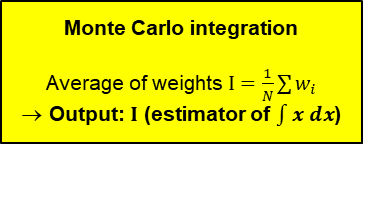 Monte Carlo integration
Average of weights I = 1/N ∑ wᵢ
→ Output: I (estimator of ∫ x dx)